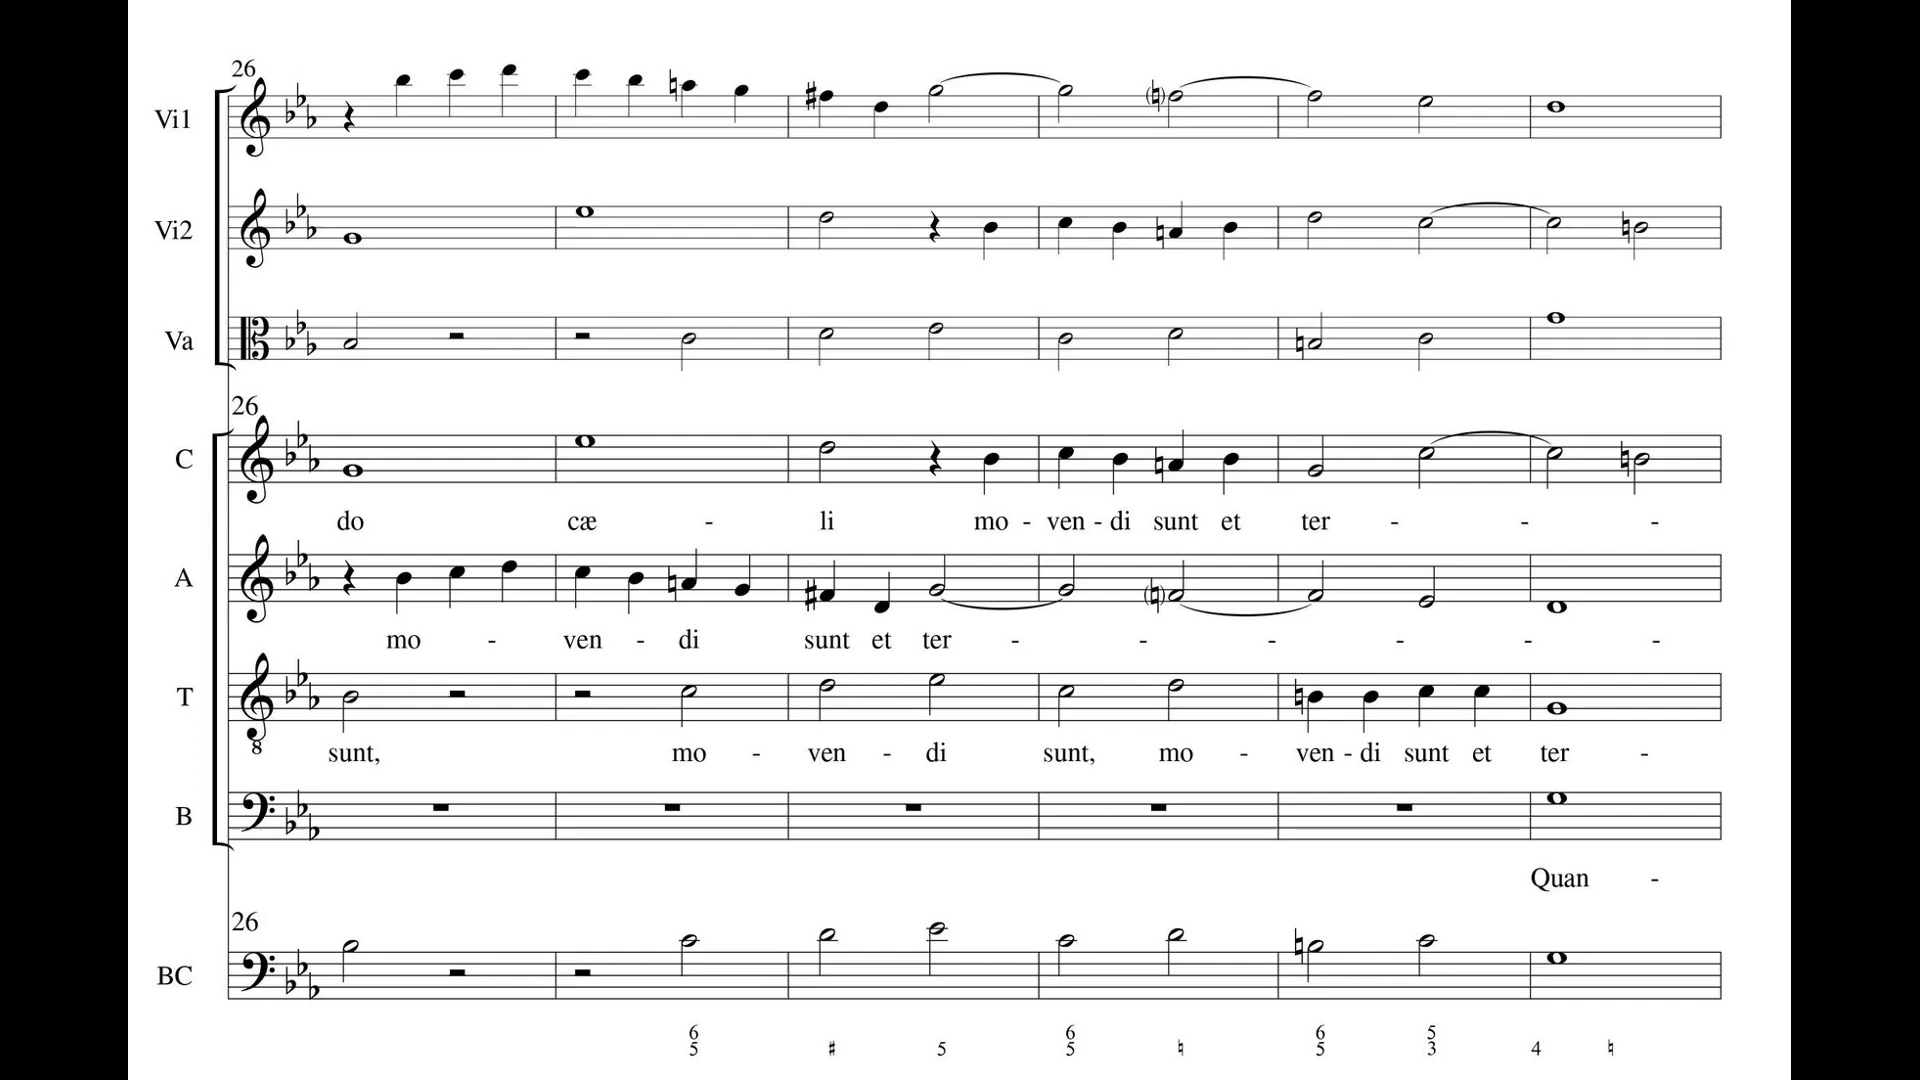 26
Vi1
Vi2
Va
26
C
do cæ - li mo - ven - di sunt et ter - - -
A
mo - ven - di sunt et ter - - - - - -
T
8
sunt, mo - ven - di sunt, mo - ven - di sunt et ter -
B
Quan -
26
BC
6 6 6 5
5 ♯ 5 5 ♮ 5 3 4 ♮